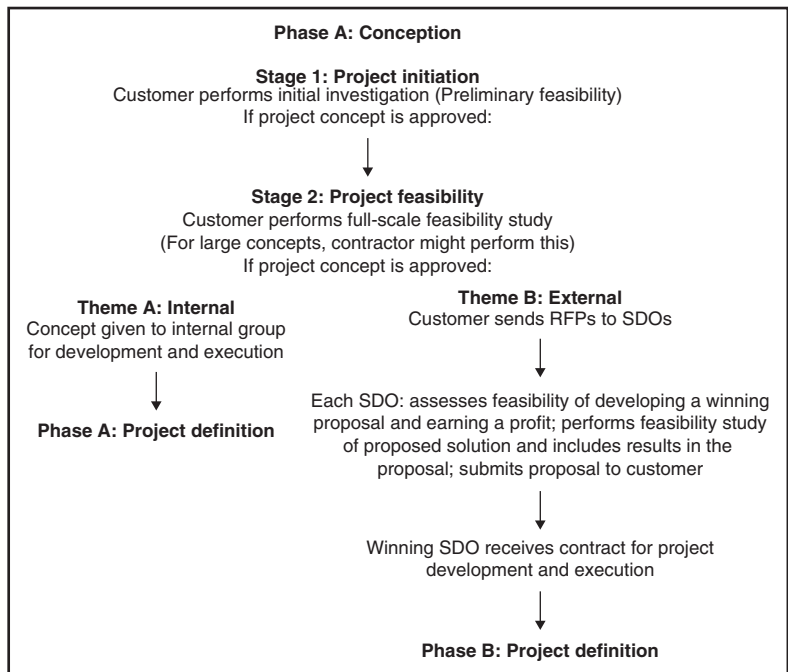 Phase A: Conception
Stage 1: Project initiation
Customer performs initial investigation (Preliminary feasibility)
If project concept is approved:
Stage 2: Project feasibility
Customer performs full-scale feasibility study
(For large concepts, contractor might perform this)
If project concept is approved:
Theme A: Internal
Concept given to internal group
for development and execution
Phase A: Project definition
Theme B: External
Customer sends RFPs to SDOs
Each SDO: assesses feasibility of developing a winning
proposal and earning a profit; performs feasibility study
of proposed solution and includes results in the
proposal; submits proposal to customer
Winning SDO receives contract for project
development and execution
Phase B: Project definition